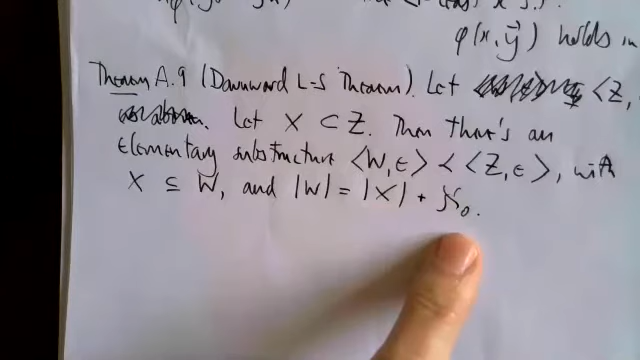 φ(x, y⃗) holds in
Theorem A.9 (Downward L-S Theorem). Let ⟨Z,
Let X ⊂ Z. Then there's an
elementary substructure ⟨W, ∈⟩ ≺ ⟨Z, ∈⟩, with
X ⊆ W, and |W| = |X| + ℵ₀.